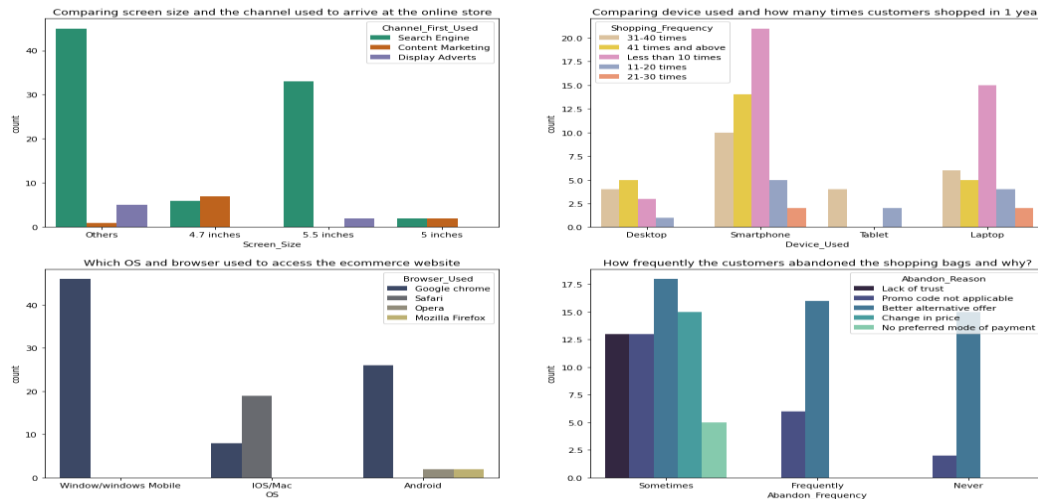 Comparing screen size and the channel used to arrive at the online store
Channel_First_Used
Search Engine
Content Marketing
Display Adverts
40
30
20
10
0
count
Others
4.7 inches
5.5 inches
5 inches
Screen_Size
Comparing device used and how many times customers shopped in 1 yea
Shopping_Frequency
31-40 times
41 times and above
Less than 10 times
11-20 times
21-30 times
20.0
17.5
15.0
12.5
10.0
7.5
5.0
2.5
0.0
count
Desktop
Smartphone
Tablet
Laptop
Device_Used
Which OS and browser used to access the ecommerce website
Browser_Used
Google chrome
Safari
Opera
Mozilla Firefox
40
30
20
10
0
count
Window/windows Mobile
IOS/Mac
Android
OS
How frequently the customers abandoned the shopping bags and why?
Abandon_Reason
Lack of trust
Promo code not applicable
Better alternative offer
Change in price
No preferred mode of payment
17.5
15.0
12.5
10.0
7.5
5.0
2.5
0.0
count
Sometimes
Frequently
Never
Abandon_Frequency